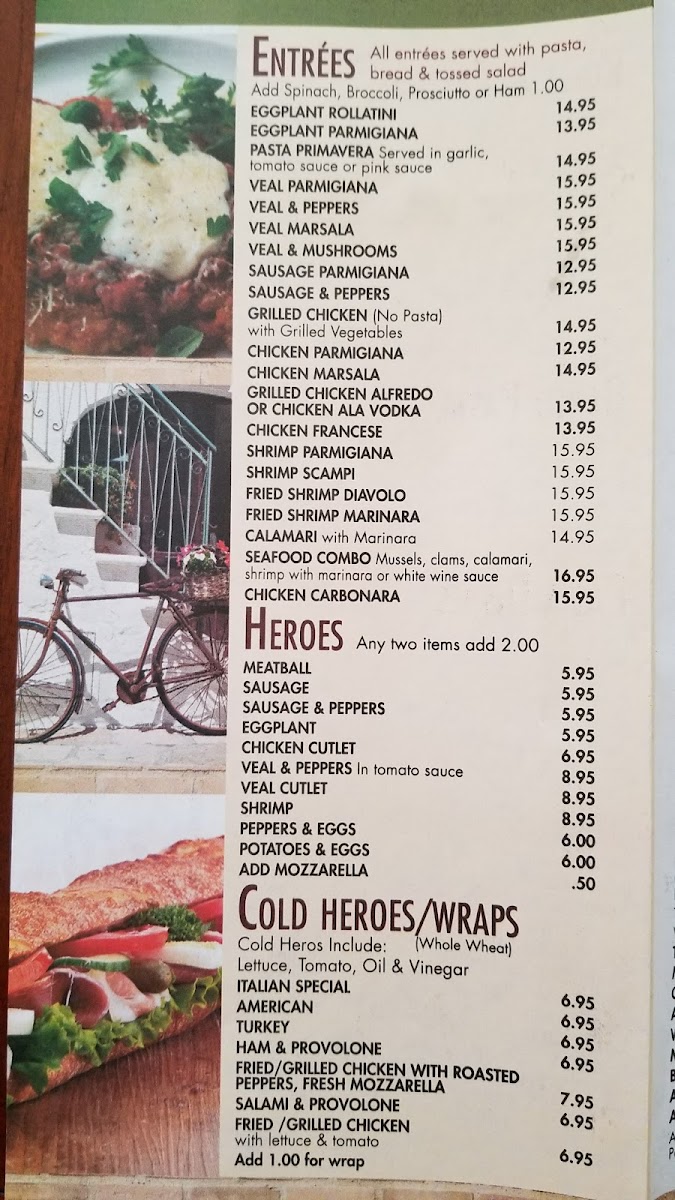 ENTRÉES All entrées served with pasta,
bread & tossed salad
Add Spinach, Broccoli, Prosciutto or Ham 1.00
EGGPLANT ROLLATINI 14.95
EGGPLANT PARMIGIANA 13.95
PASTA PRIMAVERA Served in garlic,
tomato sauce or pink sauce 14.95
VEAL PARMIGIANA 15.95
VEAL & PEPPERS 15.95
VEAL MARSALA 15.95
VEAL & MUSHROOMS 15.95
SAUSAGE PARMIGIANA 12.95
SAUSAGE & PEPPERS 12.95
GRILLED CHICKEN (No Pasta)
with Grilled Vegetables 14.95
CHICKEN PARMIGIANA 12.95
CHICKEN MARSALA 14.95
GRILLED CHICKEN ALFREDO
OR CHICKEN ALA VODKA 13.95
CHICKEN FRANCESE 13.95
SHRIMP PARMIGIANA 15.95
SHRIMP SCAMPI 15.95
FRIED SHRIMP DIAVOLO 15.95
FRIED SHRIMP MARINARA 15.95
CALAMARI with Marinara 14.95
SEAFOOD COMBO Mussels, clams, calamari,
shrimp with marinara or white wine sauce 16.95
CHICKEN CARBONARA 15.95
HEROES Any two items add 2.00
MEATBALL 5.95
SAUSAGE 5.95
SAUSAGE & PEPPERS 5.95
EGGPLANT 5.95
CHICKEN CUTLET 6.95
VEAL & PEPPERS In tomato sauce 8.95
VEAL CUTLET 8.95
SHRIMP 8.95
PEPPERS & EGGS 6.00
POTATOES & EGGS 6.00
ADD MOZZARELLA .50
COLD HEROES/WRAPS
Cold Heros Include: (Whole Wheat)
Lettuce, Tomato, Oil & Vinegar
ITALIAN SPECIAL 6.95
AMERICAN 6.95
TURKEY 6.95
HAM & PROVOLONE 6.95
FRIED/GRILLED CHICKEN WITH ROASTED
PEPPERS, FRESH MOZZARELLA 7.95
SALAMI & PROVOLONE 6.95
FRIED /GRILLED CHICKEN
with lettuce & tomato 6.95
Add 1.00 for wrap